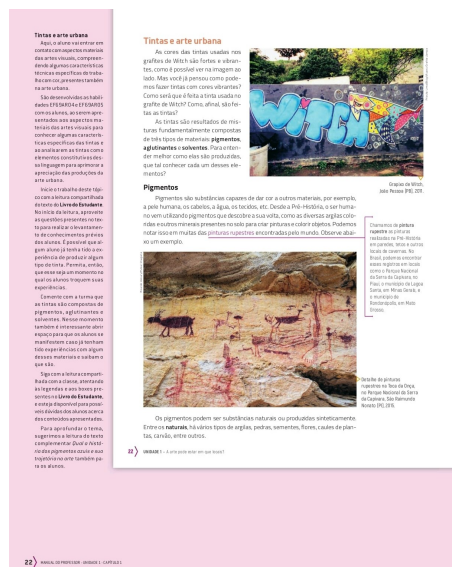 Tintas e arte urbana
Aqui, o aluno vai entrar em
contato com aspectos materiais
das artes visuais, compreen-
dendo algumas características
técnicas específicas do traba-
lho com cor, presentes também
na arte urbana.
São desenvolvidas as habili-
dades EF69AR04 e EF69AR05
com os alunos, ao serem apre-
sentados aos aspectos ma-
teriais das artes visuais para
conhecer algumas caracterís-
ticas específicas das tintas e
ao analisarem as tintas como
elementos constitutivos des-
sa linguagem para aprimorar a
apreciação das produções da
arte urbana.
Inicie o trabalho deste tópi-
co com a leitura compartilhada
do texto do Livro do Estudante.
No início da leitura, aproveite
as questões presentes no tex-
to para realizar o levantamen-
to de conhecimentos prévios
dos alunos. É possível que al-
gum aluno já tenha tido a ex-
periência de produzir algum
tipo de tinta. Permita, então,
que esse seja um momento no
qual os alunos troquem suas
experiências.
Comente com a turma que
as tintas são compostas de
pigmentos, aglutinantes e
solventes. Nesse momento
também é interessante abrir
espaço para que os alunos se
manifestem caso já tenham
tido experiências com algum
desses materiais e saibam o
que são.
Siga com a leitura comparti-
lhada com a classe, atentando
às legendas e aos boxes pre-
sentes no Livro do Estudante,
e esteja disponível para possí-
veis dúvidas dos alunos acerca
dos conteúdos apresentados.
Para aprofundar o tema,
sugerimos a leitura do texto
complementar Qual a histó-
ria dos pigmentos azuis e sua
trajetória na arte também pa-
ra os alunos.
Tintas e arte urbana
As cores das tintas usadas nos
grafites de Witch são fortes e vibran-
tes, como é possível ver na imagem ao
lado. Mas você já pensou como pode-
mos fazer tintas com cores vibrantes?
Como será que é feita a tinta usada no
grafite de Witch? Como, afinal, são fei-
tas as tintas?
As tintas são resultados de mis-
turas fundamentalmente compostas
de três tipos de materiais: pigmentos,
aglutinantes e solventes. Para enten-
der melhor como elas são produzidas,
que tal conhecer cada um desses ele-
mentos?
WITCH
Grapixo de Witch,
João Pessoa (PB), 2011.
Pigmentos
Pigmentos são substâncias capazes de dar cor a outros materiais, por exemplo,
a pele humana, os cabelos, a água, os tecidos, etc. Desde a Pré-História, o ser huma-
no vem utilizando pigmentos que descobre a sua volta, como as diversas argilas colo-
ridas e outros minerais presentes no solo para criar pinturas e colorir objetos. Podemos
notar isso em muitas das pinturas rupestres encontradas pelo mundo. Observe abai-
xo um exemplo.
Chamamos de pintura
rupestre as pinturas
realizadas na Pré-História
em paredes, tetos e outros
locais de cavernas. No
Brasil, podemos encontrar
esses registros em locais
como o Parque Nacional
da Serra da Capivara, no
Piauí; o município de Lagoa
Santa, em Minas Gerais; e
o município de
Rondonópolis, em Mato
Grosso.
Detalhe de pinturas
rupestres na Toca da Onça,
no Parque Nacional da Serra
da Capivara. São Raimundo
Nonato (PI), 2015.
Os pigmentos podem ser substâncias naturais ou produzidas sinteticamente.
Entre os naturais, há vários tipos de argilas, pedras, sementes, flores, caules de plan-
tas, carvão, entre outros.
22 UNIDADE 1 – A arte pode estar em que locais?
22 MANUAL DO PROFESSOR - UNIDADE 1 - CAPÍTULO 2